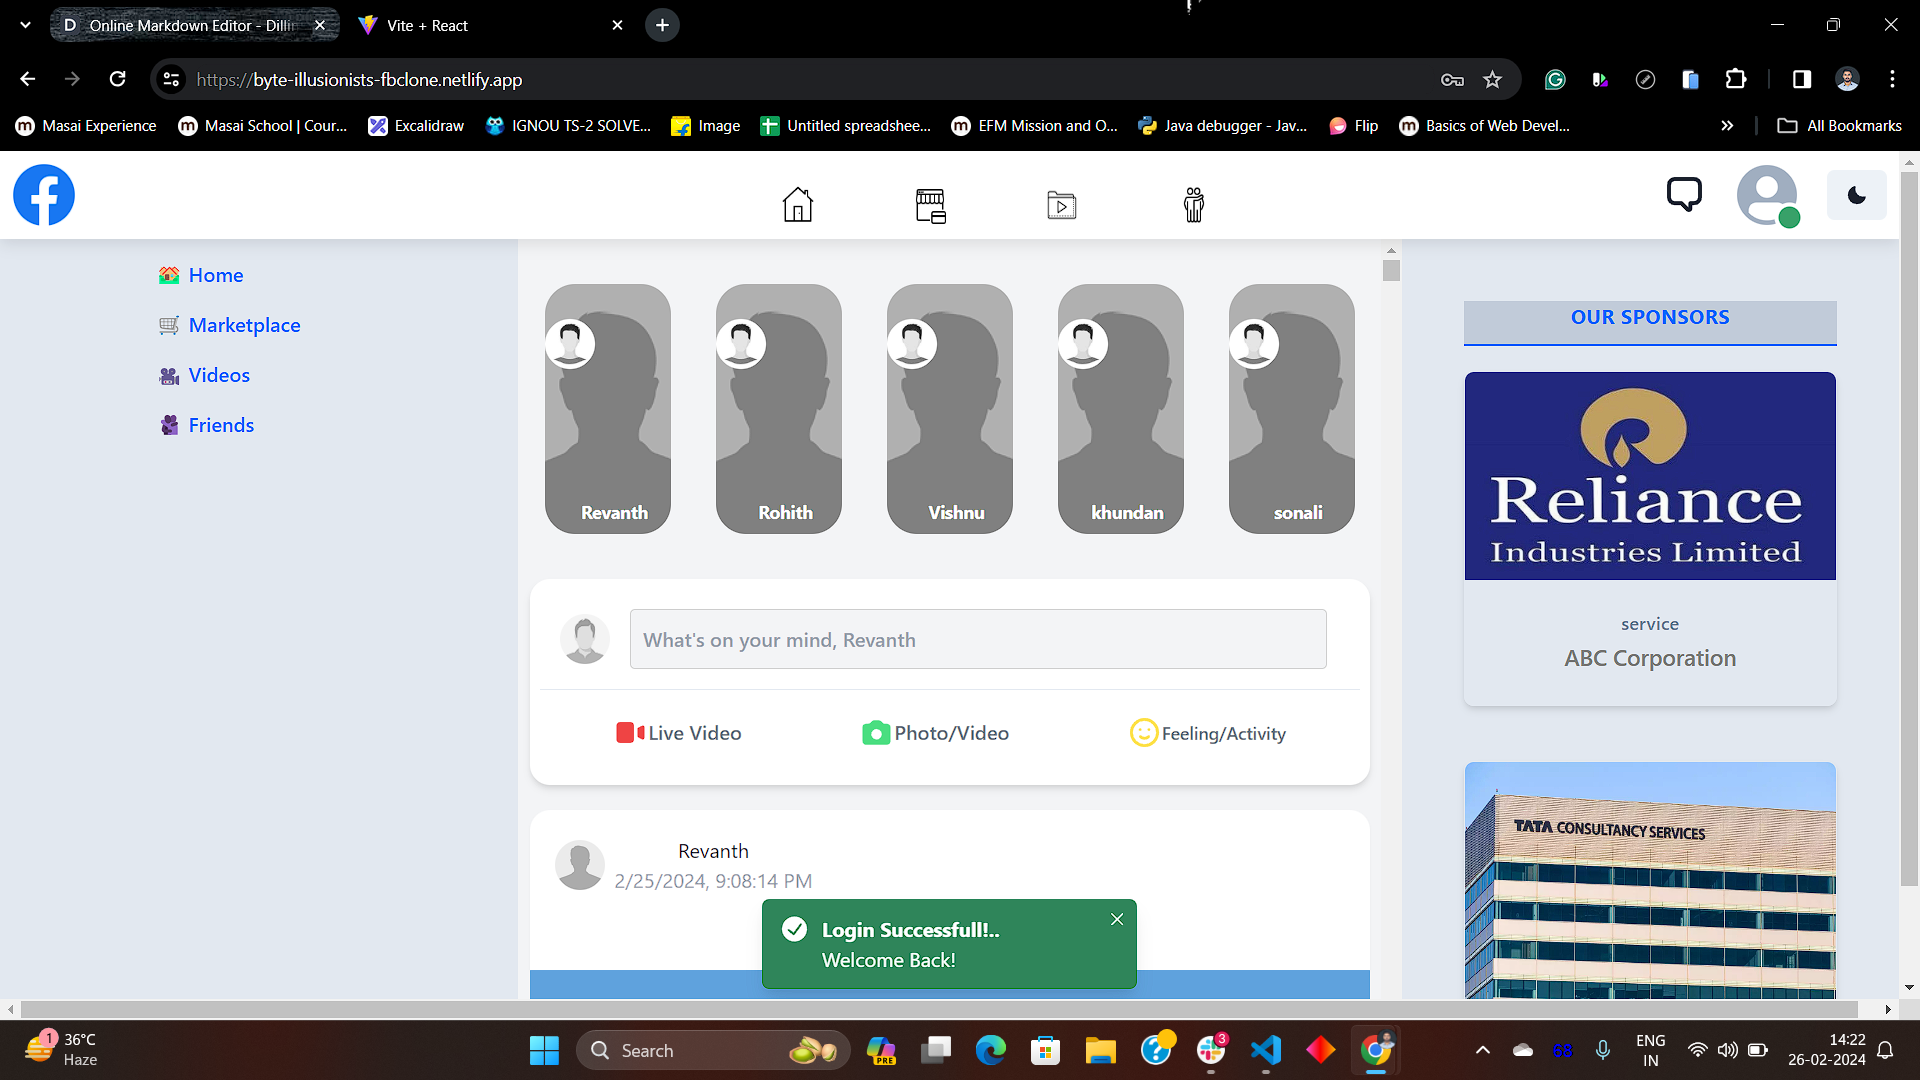 Online Markdown Editor - Dilli
Vite + React
https://byte-illusionists-fbclone.netlify.app
Masai Experience
Masai School | Cour...
Excalidraw
IGNOU TS-2 SOLVE...
Image
Untitled spreadshee...
EFM Mission and O...
Java debugger - Jav...
Flip
Basics of Web Devel...
All Bookmarks
Home
Marketplace
Videos
Friends
Revanth
Rohith
Vishnu
khundan
sonali
What's on your mind, Revanth
Live Video
Photo/Video
Feeling/Activity
Revanth
2/25/2024, 9:08:14 PM
Login Successfull!..
Welcome Back!
OUR SPONSORS
Reliance
Industries Limited
service
ABC Corporation
TATA CONSULTANCY SERVICES
1
36°C
Haze
Search
PRE
3
68
ENG
IN
14:22
26-02-2024